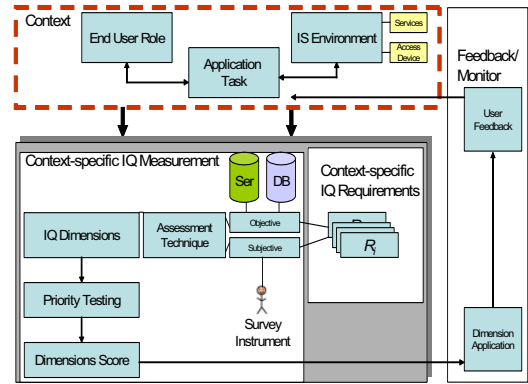 Context
End User Role
IS Environment
Services
Access
Device
Application
Task
Feedback/
Monitor
User
Feedback
Context-specific IQ Measurement
Ser
DB
Context-specific
IQ Requirements
IQ Dimensions
Assessment
Technique
Objective
Subjective
R
Rj
Priority Testing
Survey
Instrument
Dimensions Score
Dimension
Application